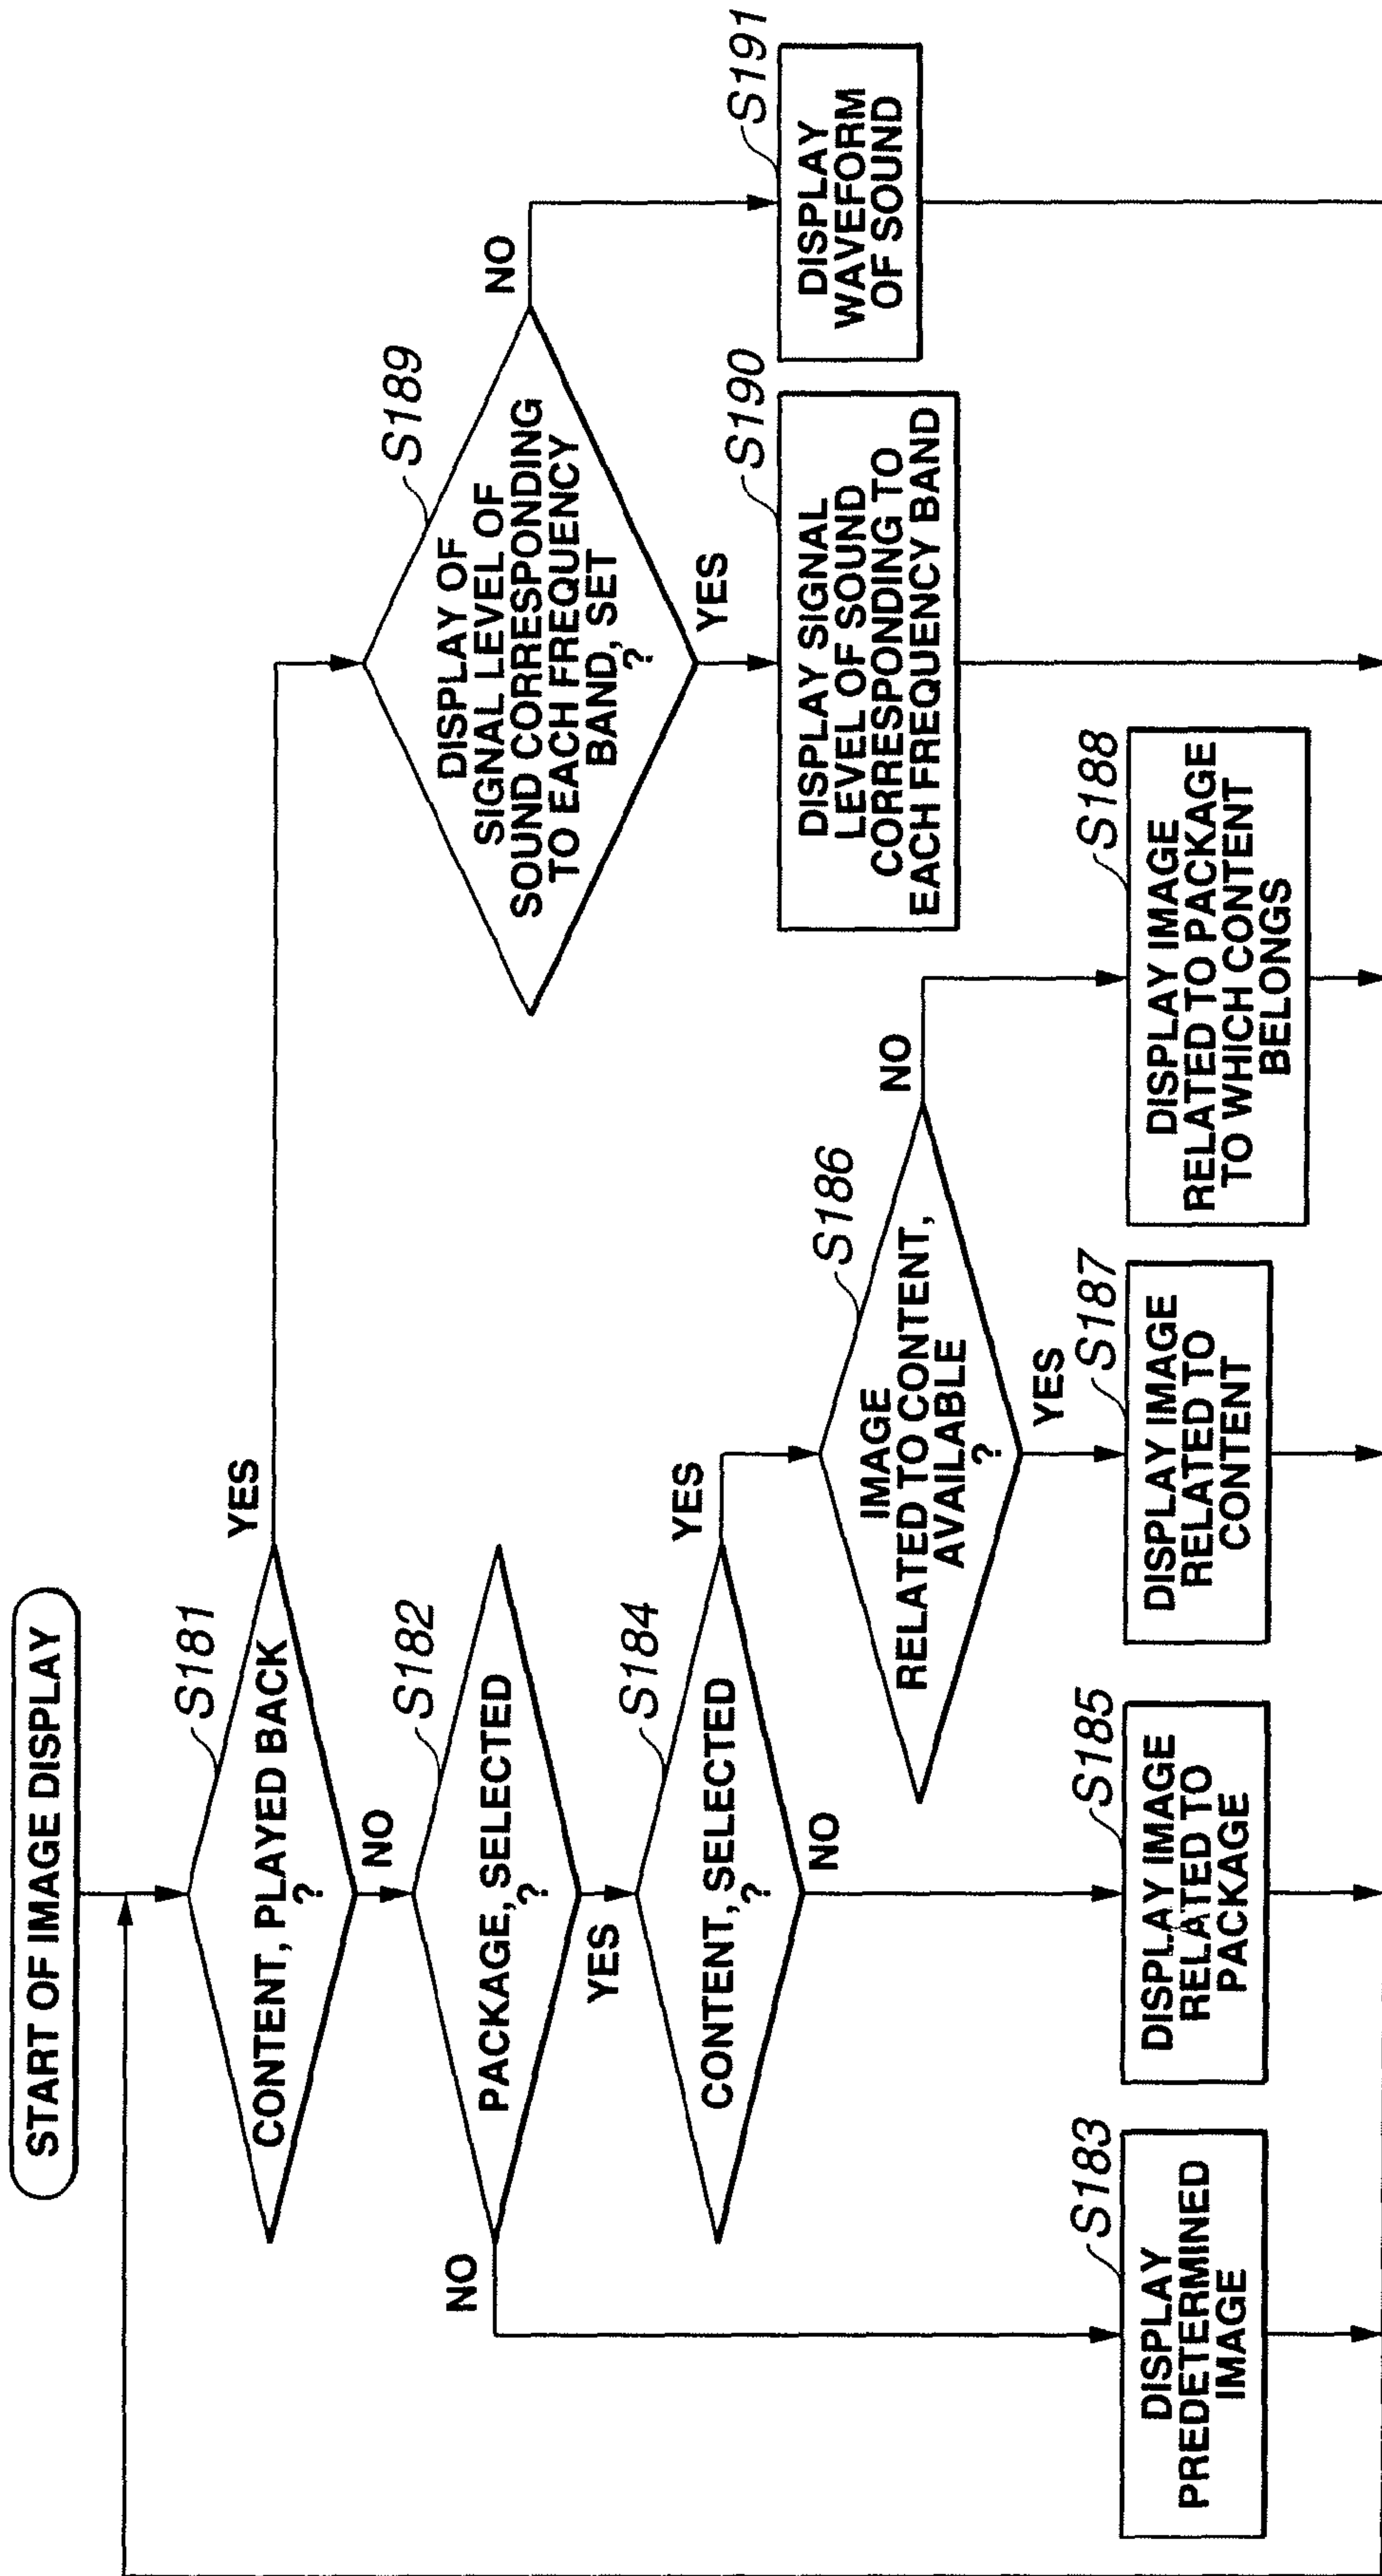 START OF IMAGE DISPLAY
S181
CONTENT, PLAYED BACK
?
YES
NO
S182
PACKAGE, SELECTED
?
NO
YES
S184
CONTENT, SELECTED
?
YES
NO
S186
IMAGE
RELATED TO CONTENT,
AVAILABLE
?
NO
YES
S189
DISPLAY OF
SIGNAL LEVEL OF
SOUND CORRESPONDING
TO EACH FREQUENCY
BAND, SET
?
NO
YES
S183
DISPLAY
PREDETERMINED
IMAGE
S185
DISPLAY IMAGE
RELATED TO
PACKAGE
S187
DISPLAY IMAGE
RELATED TO
CONTENT
S188
DISPLAY IMAGE
RELATED TO PACKAGE
TO WHICH CONTENT
BELONGS
S190
DISPLAY SIGNAL
LEVEL OF SOUND
CORRESPONDING TO
EACH FREQUENCY BAND
S191
DISPLAY
WAVEFORM
OF SOUND